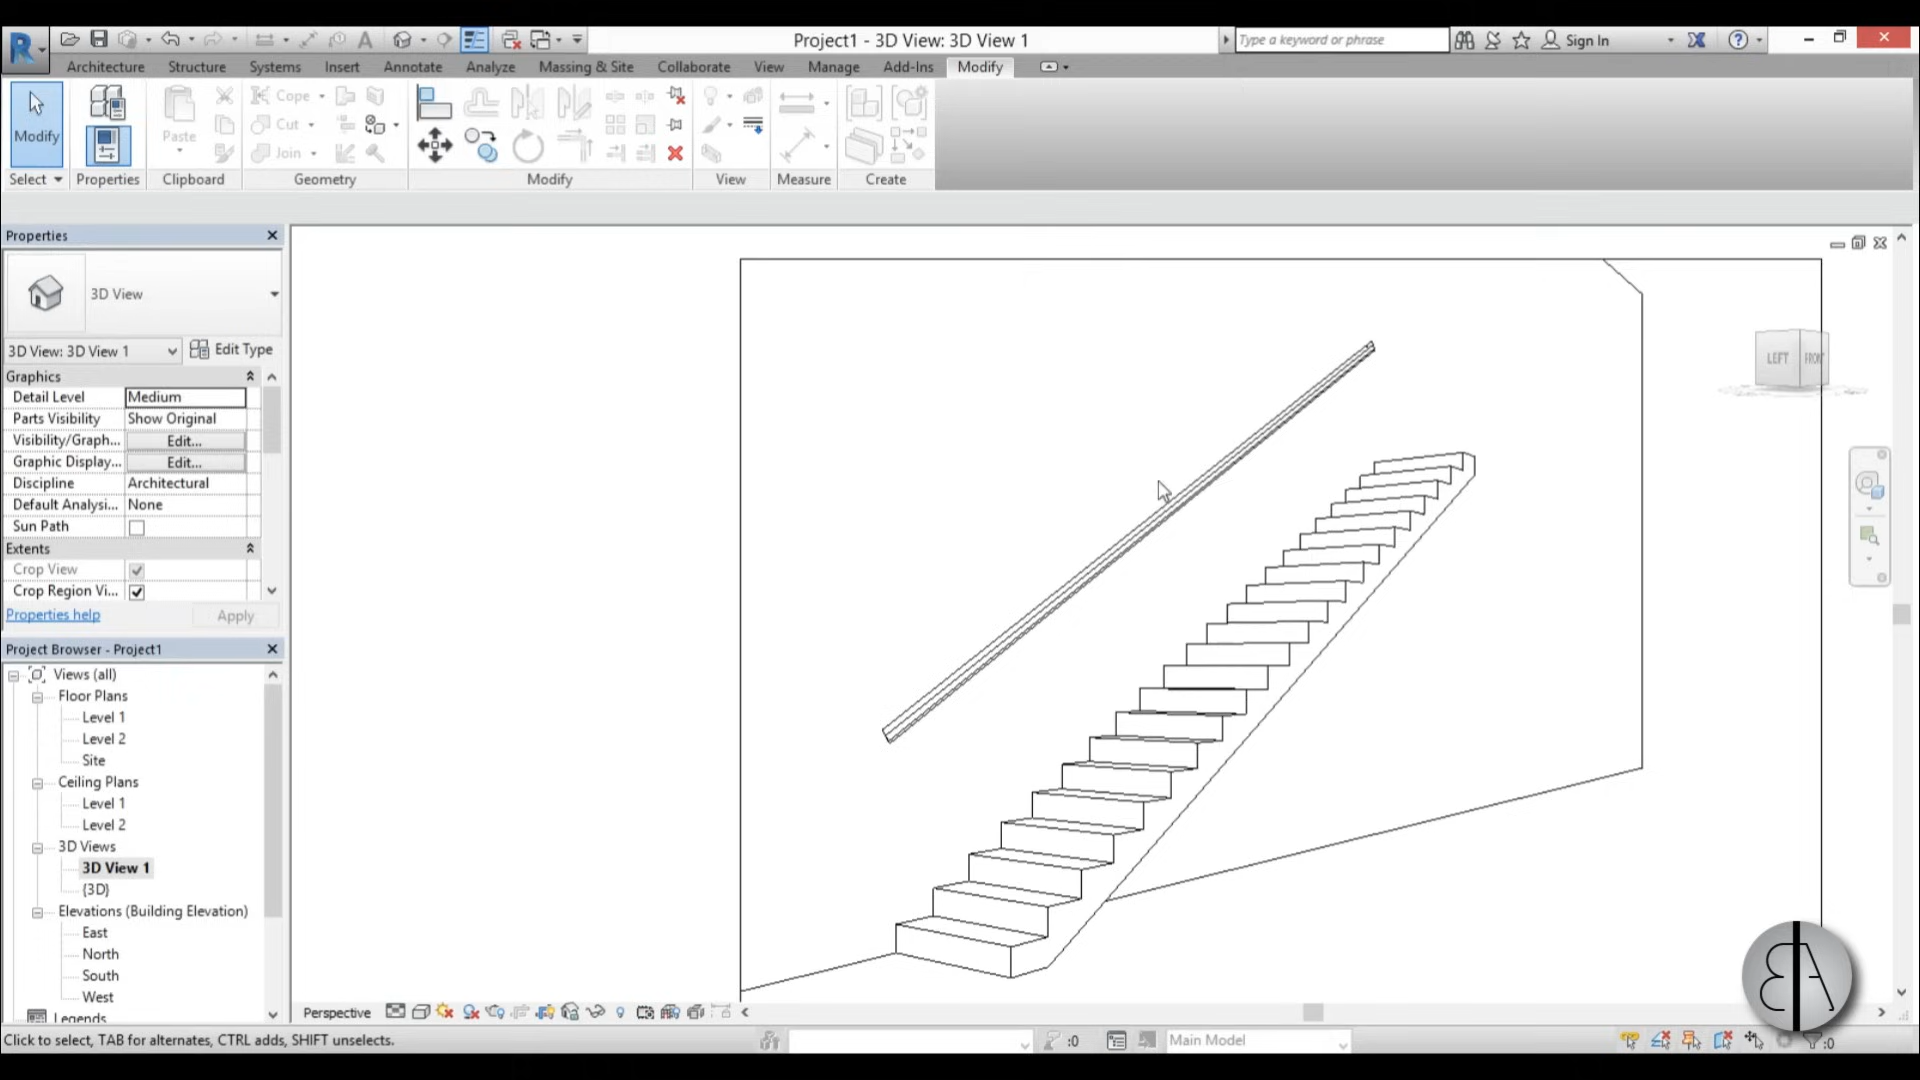 Project1 - 3D View: 3D View 1
Type a keyword or phrase
Sign In
Architecture Structure Systems Insert Annotate Analyze Massing & Site Collaborate View Manage Add-Ins Modify
Modify
Paste
Cope
Cut
Join
Select Properties Clipboard Geometry Modify View Measure Create
Properties
3D View
3D View: 3D View 1 Edit Type
Graphics
Detail Level Medium
Parts Visibility Show Original
Visibility/Graph... Edit...
Graphic Display... Edit...
Discipline Architectural
Default Analysi... None
Sun Path
Extents
Crop View
Crop Region Vi...
Properties help Apply
Project Browser - Project1
Views (all)
Floor Plans
Level 1
Level 2
Site
Ceiling Plans
Level 1
Level 2
3D Views
3D View 1
{3D}
Elevations (Building Elevation)
East
North
South
West
Legends
LEFT FRONT
Perspective
Click to select, TAB for alternates, CTRL adds, SHIFT unselects.
:0
Main Model
:0
BA